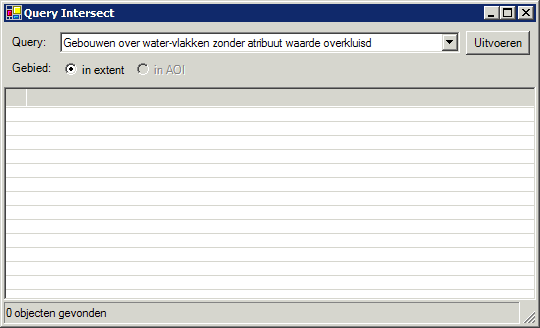 Query Intersect
Query: Gebouwen over water-vlakken zonder atribuut waarde overkluisd Uitvoeren
Gebied: in extent in AOI
0 objecten gevonden